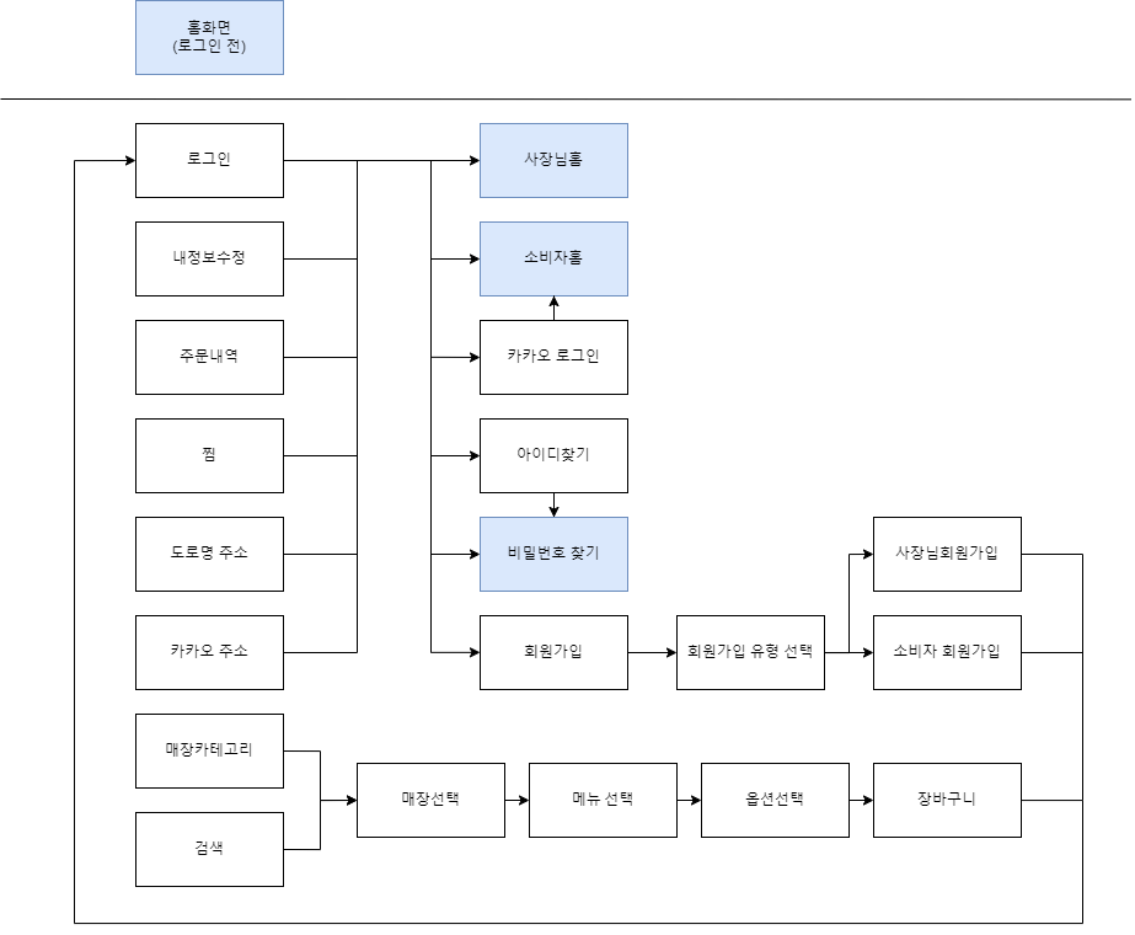 홈화면
(로그인 전)
로그인
사장님홈
내정보수정
소비자홈
주문내역
카카오 로그인
찜
아이디찾기
도로명 주소
비밀번호 찾기
사장님회원가입
카카오 주소
회원가입
회원가입 유형 선택
소비자 회원가입
매장카테고리
매장선택
메뉴 선택
옵션선택
장바구니
검색